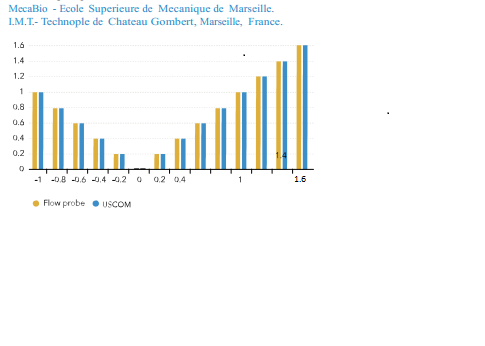 MecaBio - Ecole Superieure de Mecanique de Marseille.
I.M.T.- Technople de Chateau Gombert, Marseille, France.
1.6
1.4
1.2
1
0.8
0.6
0.4
0.2
0
1.4
-1 -0.8 -0.6 -0.4 -0.2 0 0.2 0.4 1 1.6
Flow probe USCOM